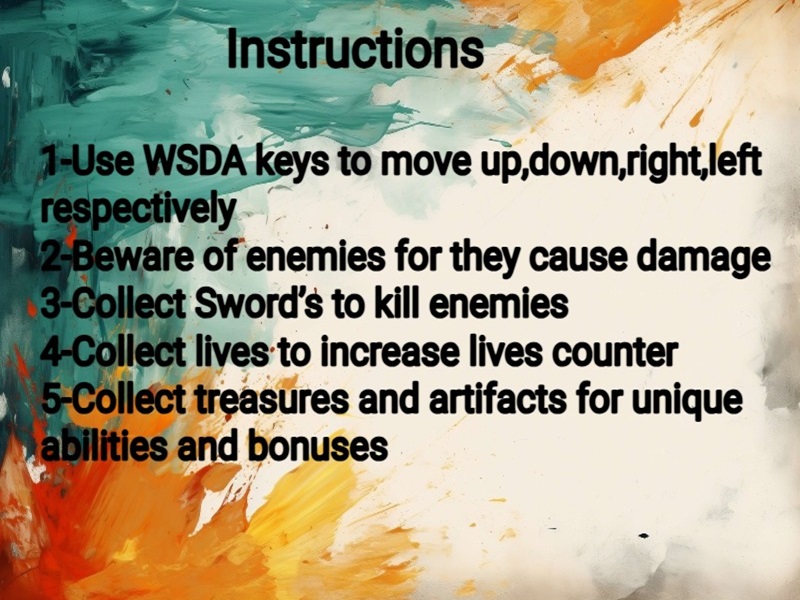 Instructions
1-Use WSDA keys to move up,down,right,left
respectively
2-Beware of enemies for they cause damage
3-Collect Sword's to kill enemies
4-Collect lives to increase lives counter
5-Collect treasures and artifacts for unique
abilities and bonuses